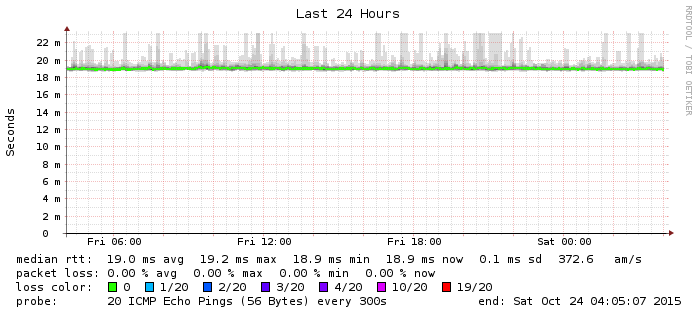 Last 24 Hours
RRDTOOL / TOBI OETIKER
Seconds
22 m
20 m
18 m
16 m
14 m
12 m
10 m
8 m
6 m
4 m
2 m
0
Fri 06:00 Fri 12:00 Fri 18:00 Sat 00:00
median rtt: 19.0 ms avg 19.2 ms max 18.9 ms min 18.9 ms now 0.1 ms sd 372.6 am/s
packet loss: 0.00 % avg 0.00 % max 0.00 % min 0.00 % now
loss color: 0 1/20 2/20 3/20 4/20 10/20 19/20
probe: 20 ICMP Echo Pings (56 Bytes) every 300s end: Sat Oct 24 04:05:07 2015